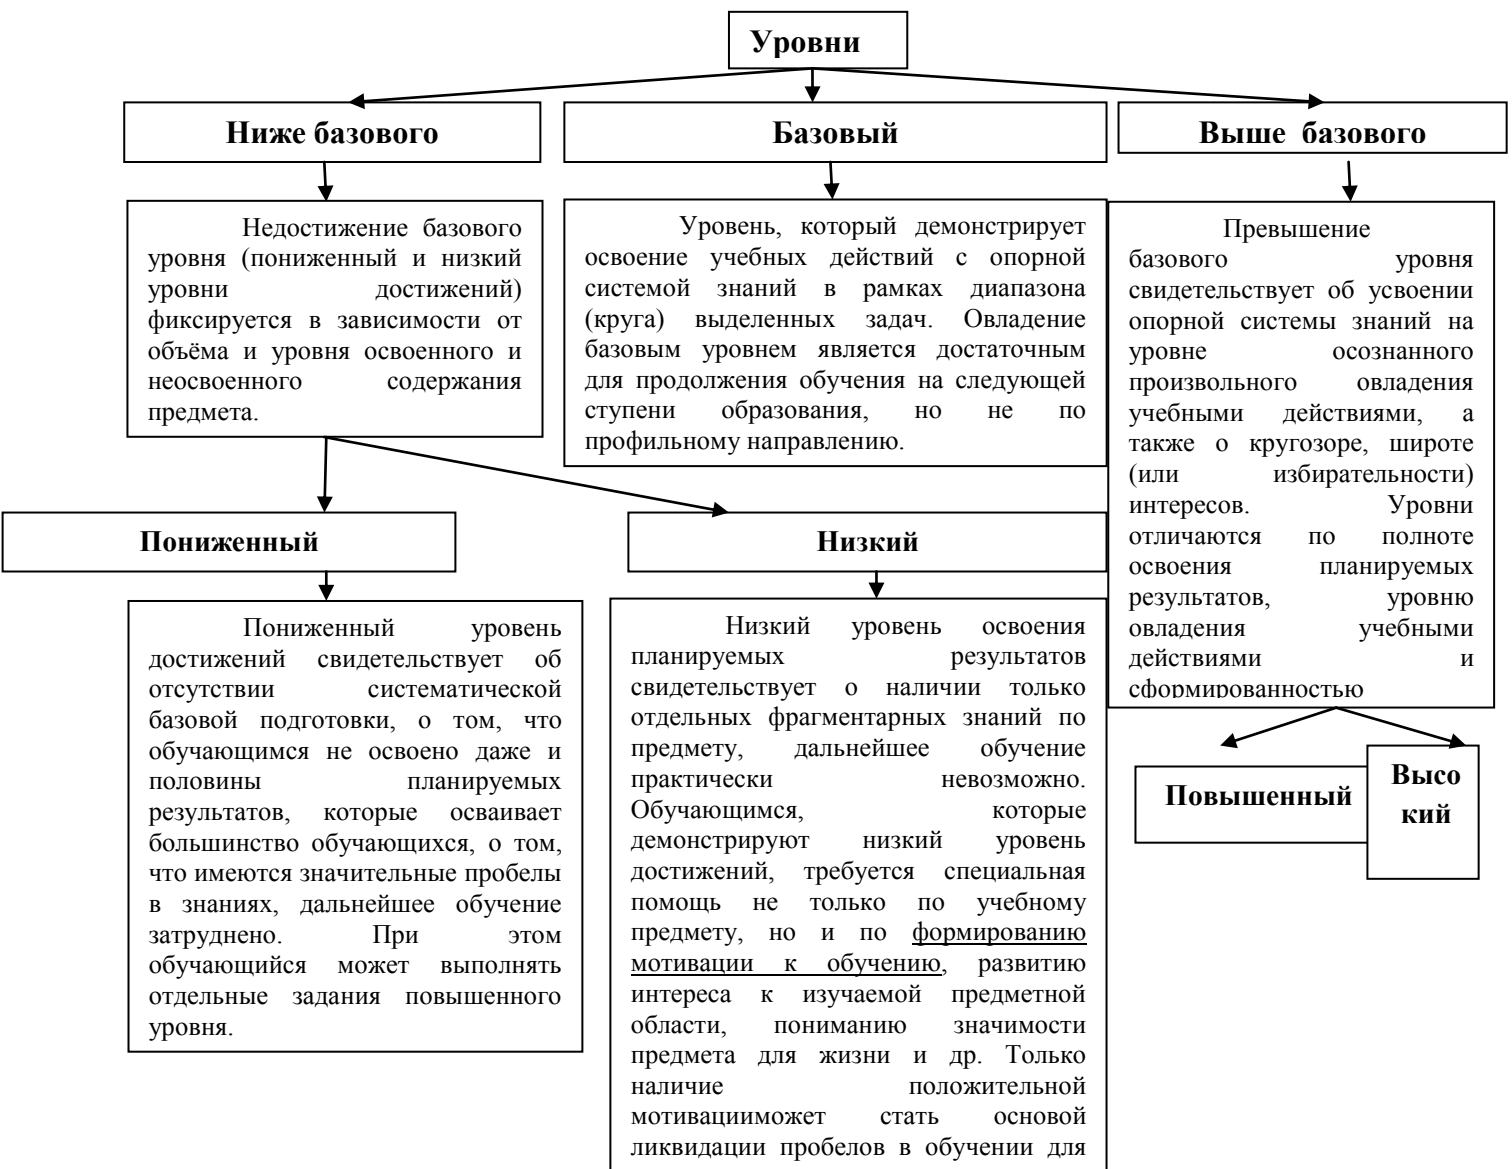 Уровни
Ниже базового
Базовый
Выше базового
Недостижение базового
уровня (пониженный и низкий
уровни достижений)
фиксируется в зависимости от
объёма и уровня освоенного и
неосвоенного содержания
предмета.
Уровень, который демонстрирует
освоение учебных действий с опорной
системой знаний в рамках диапазона
(круга) выделенных задач. Овладение
базовым уровнем является достаточным
для продолжения обучения на следующей
ступени образования, но не по
профильному направлению.
Превышение
базового уровня
свидетельствует об усвоении
опорной системы знаний на
уровне осознанного
произвольного овладения
учебными действиями, а
также о кругозоре, широте
(или избирательности)
интересов. Уровни
отличаются по полноте
освоения планируемых
результатов, уровню
овладения учебными
действиями и
сформированностью
Пониженный
Низкий
Пониженный уровень
достижений свидетельствует об
отсутствии систематической
базовой подготовки, о том, что
обучающимся не освоено даже и
половины планируемых
результатов, которые осваивает
большинство обучающихся, о том,
что имеются значительные пробелы
в знаниях, дальнейшее обучение
затруднено. При этом
обучающийся может выполнять
отдельные задания повышенного
уровня.
Низкий уровень освоения
планируемых результатов
свидетельствует о наличии только
отдельных фрагментарных знаний по
предмету, дальнейшее обучение
практически невозможно.
Обучающимся, которые
демонстрируют низкий уровень
достижений, требуется специальная
помощь не только по учебному
предмету, но и по формированию
мотивации к обучению, развитию
интереса к изучаемой предметной
области, пониманию значимости
предмета для жизни и др. Только
наличие положительной
мотивацииможет стать основой
ликвидации пробелов в обучении для
Повышенный
Высо
кий